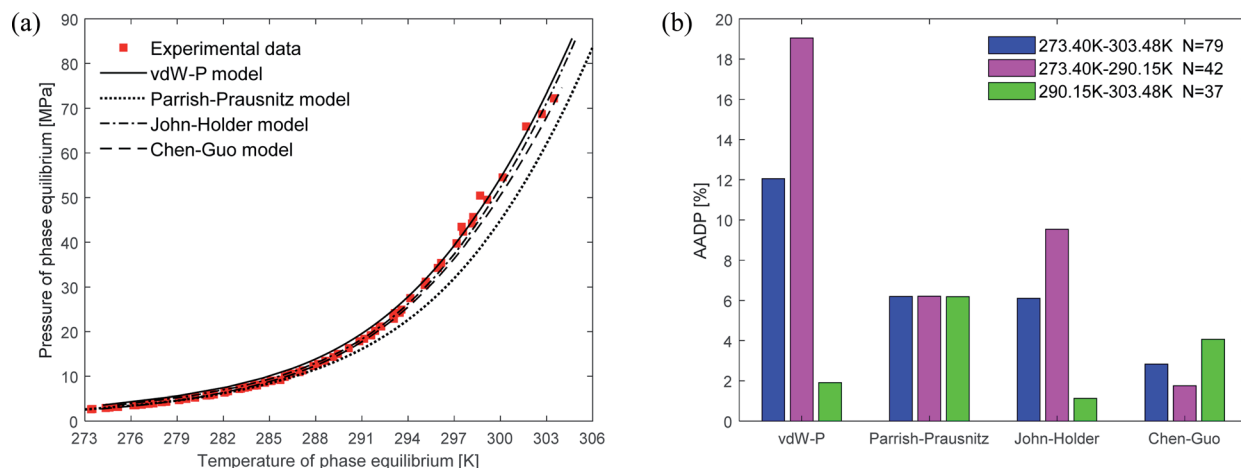 (a)
90
80
70
60
50
40
30
20
10
0
Pressure of phase equilibrium [MPa]
Experimental data
vdW-P model
Parrish-Prausnitz model
John-Holder model
Chen-Guo model
273 276 279 282 285 288 291 294 297 300 303 306
Temperature of phase equilibrium [K]
(b)
20
18
16
14
12
10
8
6
4
2
0
AADP [%]
273.40K-303.48K N=79
273.40K-290.15K N=42
290.15K-303.48K N=37
vdW-P Parrish-Prausnitz John-Holder Chen-Guo